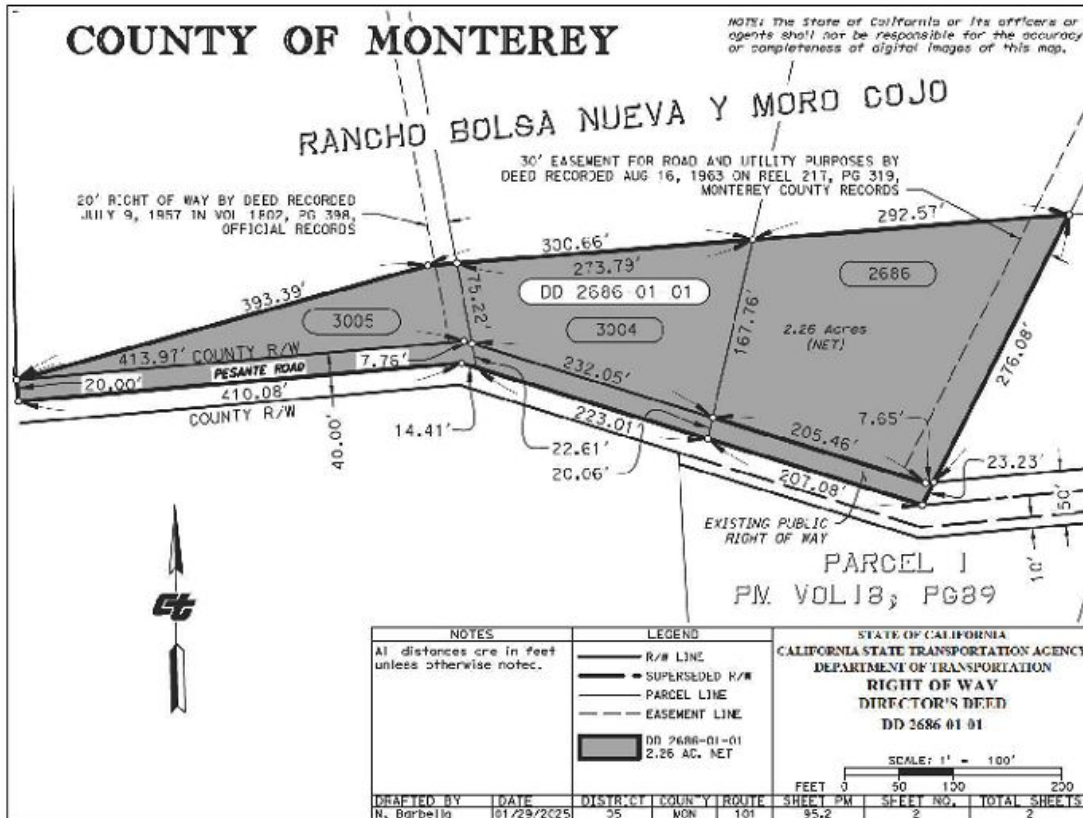 COUNTY OF MONTEREY
NOTE: The State of California or its officers or
agents shall not be responsible for the accuracy
or completeness of digital images of this map.
RANCHO BOLSA NUEVA Y MORO COJO
30' EASEMENT FOR ROAD AND UTILITY PURPOSES BY
DEED RECORDED AUG 16, 1963 ON REEL 217, PG 319,
MONTEREY COUNTY RECORDS
20' RIGHT OF WAY BY DEED RECORDED
JULY 9, 1957 IN VOL 1802, PG 398,
OFFICIAL RECORDS
292.57'
300.66'
273.79'
393.39'
75.22'
DD 2686 01 01
2686
3005
3004
167.76'
2.26 Acres
(NET)
276.08'
413.97' COUNTY R/W
PESANTE ROAD
7.76'
20.00'
410.08'
COUNTY R/W
232.05'
40.00'
14.41'
223.01'
22.61'
20.06'
7.65'
205.46'
23.23'
207.08'
50'
10'
EXISTING PUBLIC
RIGHT OF WAY
PARCEL 1
PM VOL18, PG89
Ct
NOTES
All distances are in feet
unless otherwise noted.
LEGEND
R/W LINE
SUPERSEDED R/W
PARCEL LINE
EASEMENT LINE
DD 2686-01-01
2.26 AC. NET
STATE OF CALIFORNIA
CALIFORNIA STATE TRANSPORTATION AGENCY
DEPARTMENT OF TRANSPORTATION
RIGHT OF WAY
DIRECTOR'S DEED
DD 2686 01 01
SCALE: 1' = 100'
FEET 0 50 100 200
DRAFTED BY DATE DISTRICT COUNTY ROUTE SHEET PM SHEET NO. TOTAL SHEETS
N. Barbella 01/29/2025 05 MON 101 95.2 2 2